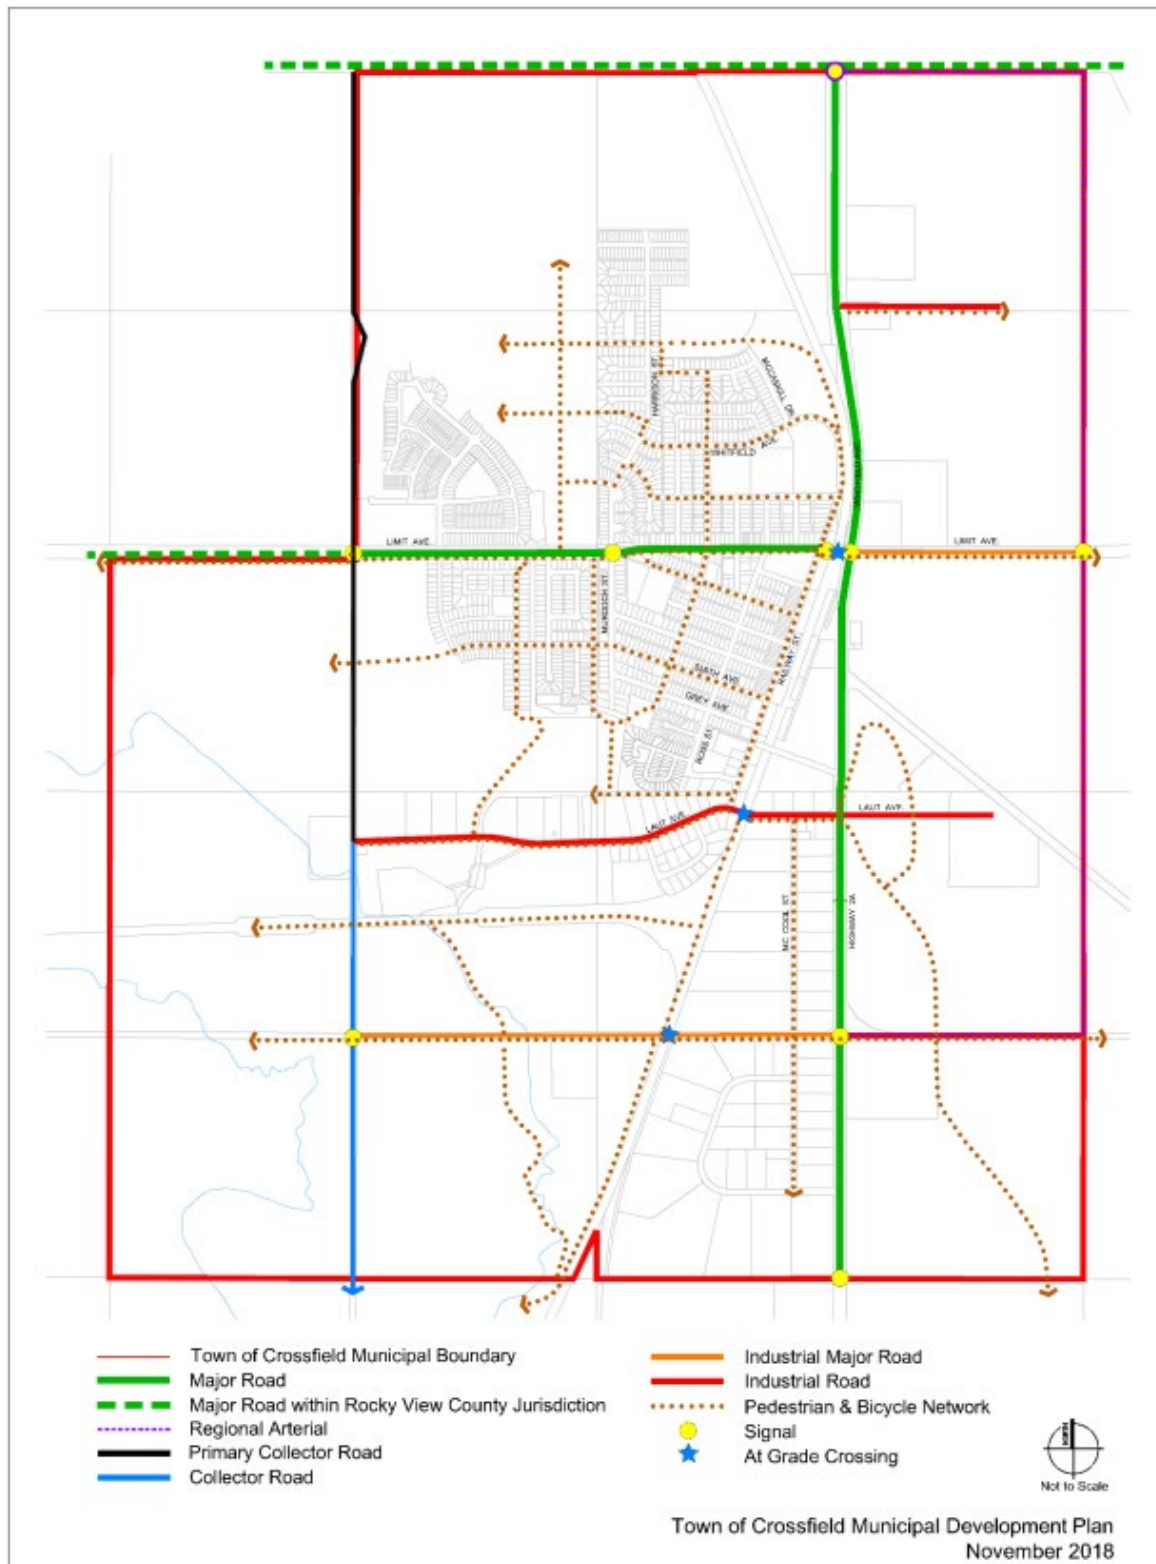 HARRISON ST.
MCCASKILL DR.
WHITFIELD AVE.
LIMIT AVE.
LIMIT AVE.
MURDOCH ST.
RAILWAY ST.
SMITH AVE.
GREY AVE.
ROSS ST.
LAUT AVE.
LAUT AVE.
MC COOL ST.
HIGHWAY 2A
Town of Crossfield Municipal Boundary
Major Road
Major Road within Rocky View County Jurisdiction
Regional Arterial
Primary Collector Road
Collector Road
Industrial Major Road
Industrial Road
Pedestrian & Bicycle Network
Signal
At Grade Crossing
NORTH
Not to Scale
Town of Crossfield Municipal Development Plan
November 2018